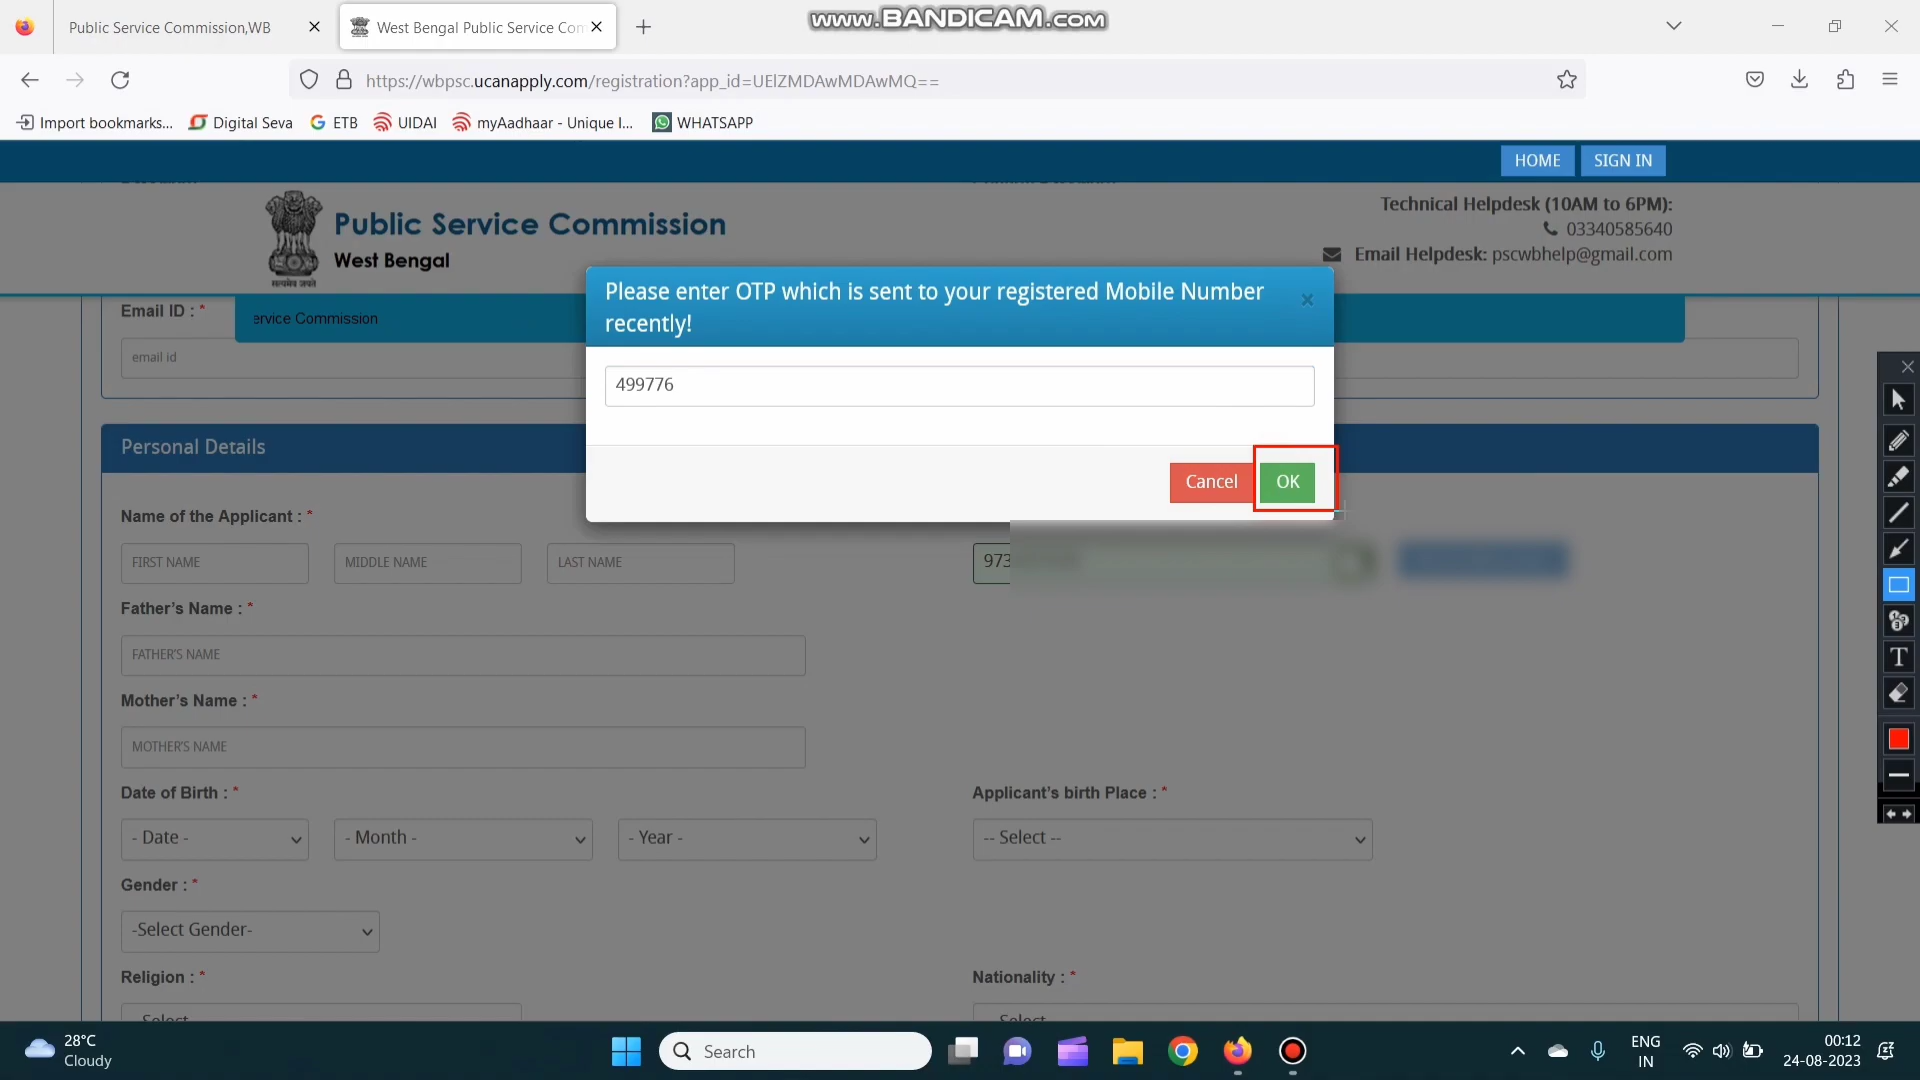 Public Service Commission,WB
West Bengal Public Service Com
www.BANDICAM.com
https://wbpsc.ucanapply.com/registration?app_id=UElZMDAwMDAwMQ==
Import bookmarks...
Digital Seva
ETB
UIDAI
myAadhaar - Unique I...
WHATSAPP
HOME
SIGN IN
Public Service Commission
West Bengal
सत्यमेव जयते
Technical Helpdesk (10AM to 6PM):
03340585640
Email Helpdesk: pscwbhelp@gmail.com
Please enter OTP which is sent to your registered Mobile Number
recently!
Email ID : *
ervice Commission
email id
499776
Cancel
OK
Personal Details
Name of the Applicant : *
FIRST NAME
MIDDLE NAME
LAST NAME
973
Father's Name : *
FATHER'S NAME
Mother's Name : *
MOTHER'S NAME
Date of Birth : *
Applicant's birth Place : *
- Date -
- Month -
- Year -
-- Select --
Gender : *
-Select Gender-
Religion : *
Nationality : *
Select
Select
28°C
Cloudy
Search
ENG
IN
00:12
24-08-2023